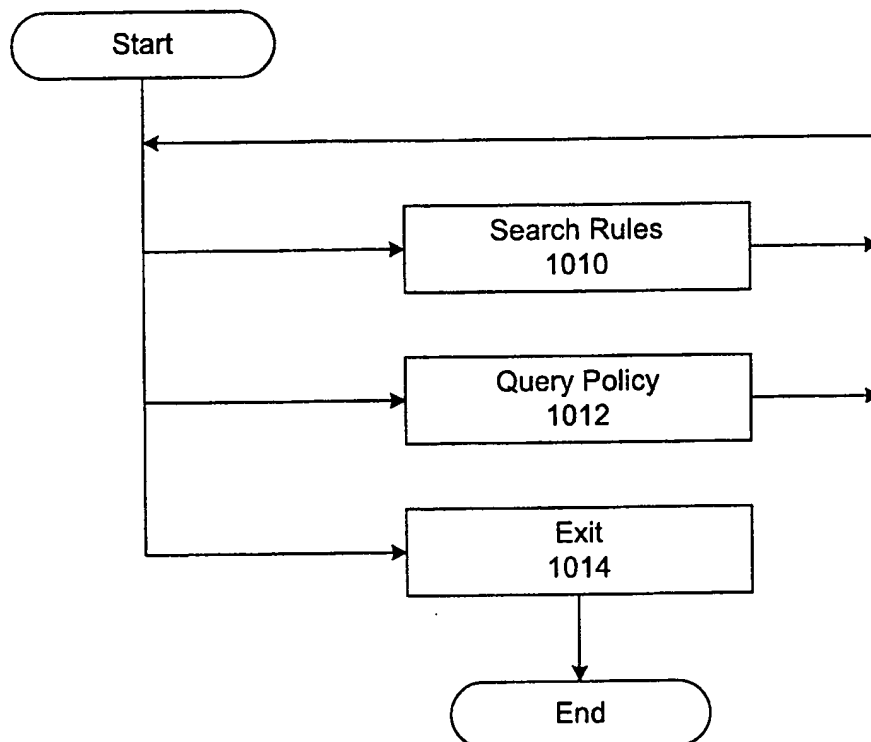 Start
Search Rules
1010
Query Policy
1012
Exit
1014
End